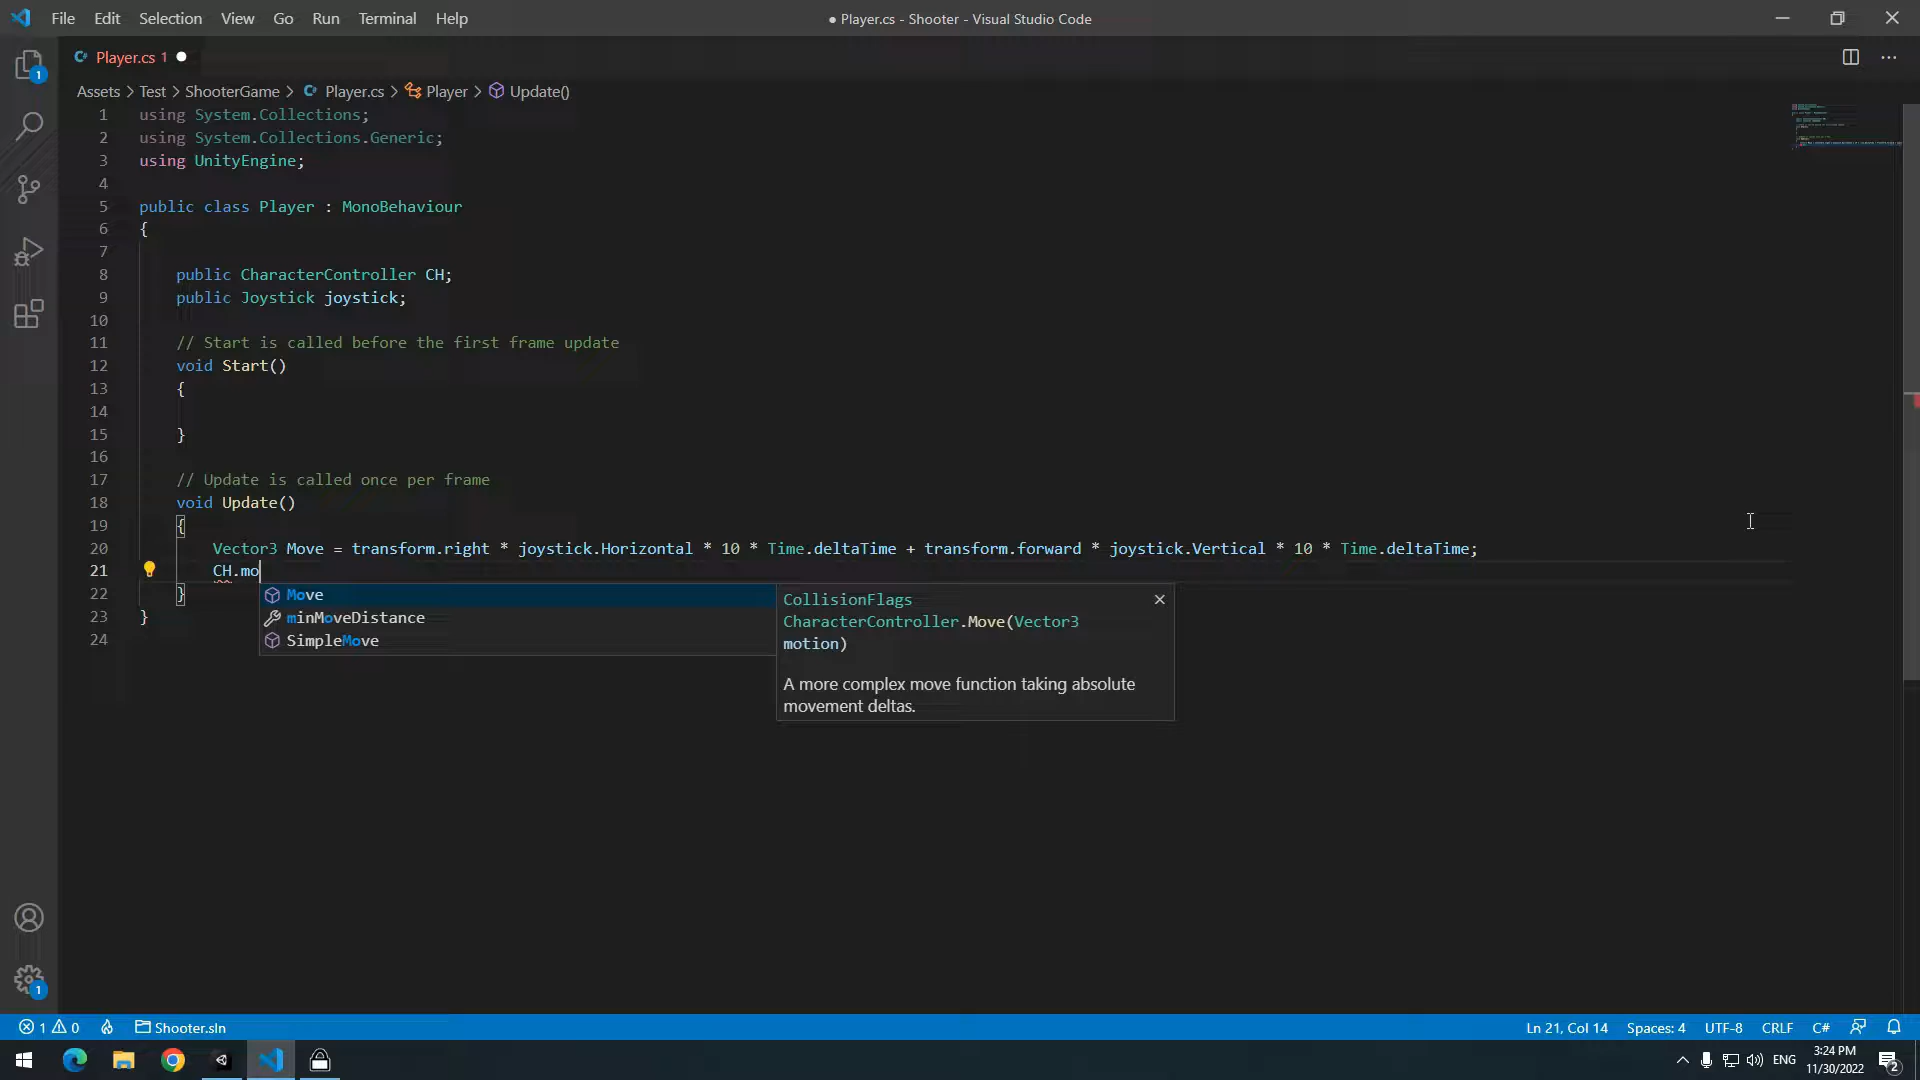 File Edit Selection View Go Run Terminal Help
● Player.cs - Shooter - Visual Studio Code
Player.cs 1 ●
Assets > Test > ShooterGame > Player.cs > Player > Update()
1 using System.Collections;
2 using System.Collections.Generic;
3 using UnityEngine;
4
5 public class Player : MonoBehaviour
6 {
7
8 public CharacterController CH;
9 public Joystick joystick;
10
11 // Start is called before the first frame update
12 void Start()
13 {
14
15 }
16
17 // Update is called once per frame
18 void Update()
19 {
20 Vector3 Move = transform.right * joystick.Horizontal * 10 * Time.deltaTime + transform.forward * joystick.Vertical * 10 * Time.deltaTime;
21 CH.mo
22 }
23 }
24
Move
minMoveDistance
SimpleMove
CollisionFlags
CharacterController.Move(Vector3
motion)
A more complex move function taking absolute
movement deltas.
1
1
1 0 Shooter.sln
Ln 21, Col 14 Spaces: 4 UTF-8 CRLF C#
ENG
3:24 PM
11/30/2022
2